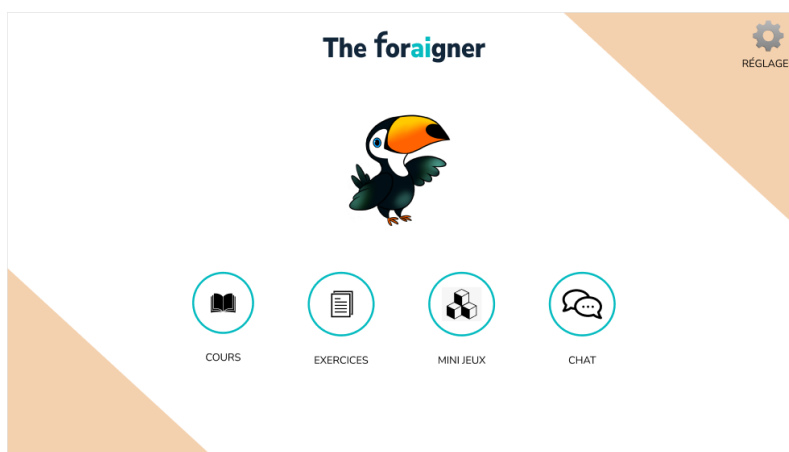 The foraigner
RÉGLAGE
COURS
EXERCICES
MINI JEUX
CHAT